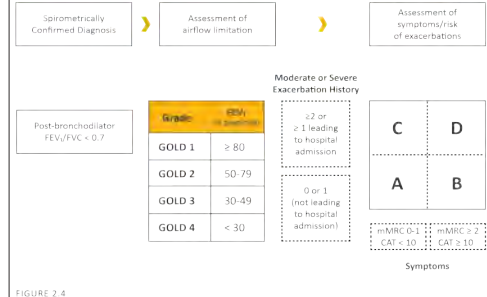 Spirometrically
Confirmed Diagnosis
Assessment of
airflow limitation
Assessment of
symptoms/risk
of exacerbations
Post-bronchodilator
FEV₁/FVC < 0.7
Grade FEV₁
GOLD 1 ≥ 80
GOLD 2 50-79
GOLD 3 30-49
GOLD 4 < 30
Moderate or Severe
Exacerbation History
≥2 or
≥ 1 leading
to hospital
admission
0 or 1
(not leading
to hospital
admission)
C D
A B
mMRC 0-1 mMRC ≥ 2
CAT < 10 CAT ≥ 10
Symptoms
FIGURE 2.4